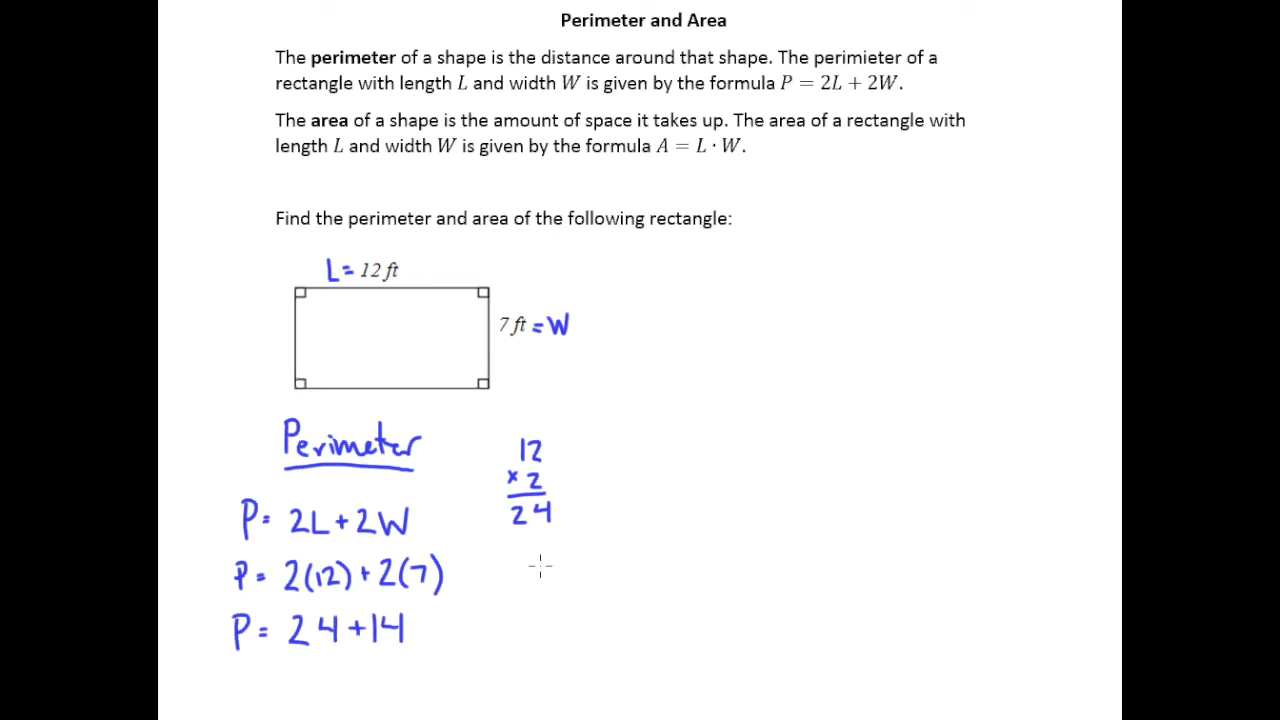 Perimeter and Area
The perimeter of a shape is the distance around that shape. The perimieter of a
rectangle with length L and width W is given by the formula P = 2L + 2W.
The area of a shape is the amount of space it takes up. The area of a rectangle with
length L and width W is given by the formula A = L · W.
Find the perimeter and area of the following rectangle:
L = 12 ft
7 ft = W
Perimeter
12
× 2
24
P = 2L + 2W
P = 2(12) + 2(7)
P = 24 + 14